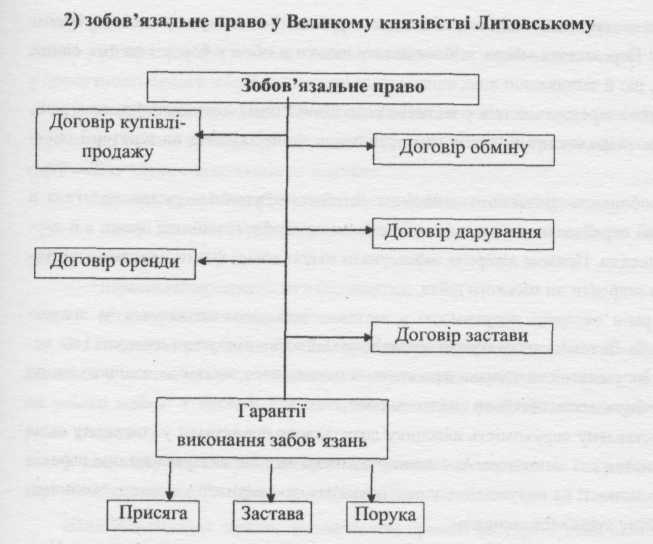 2) зобов’язальне право у Великому князівстві Литовському
Зобов’язальне право
Договір купівлі-
продажу
Договір обміну
Договір дарування
Договір оренди
Договір застави
Гарантії
виконання забов’язань
Присяга
Застава
Порука